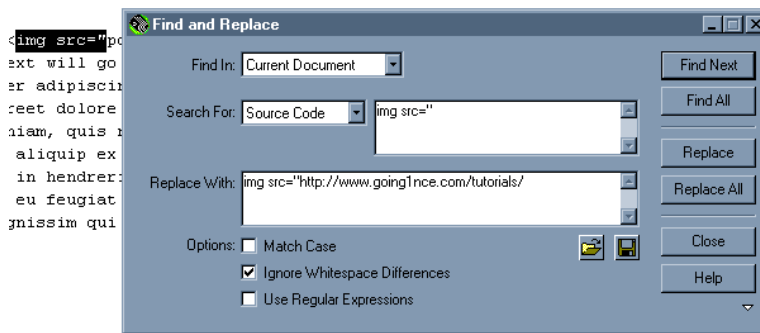 Find and Replace
<img src="po
ext will go
er adipiscin
reet dolore
niam, quis
aliquip ex
in hendrer
eu feugiat
gnissim qui
Find In: Current Document
Search For: Source Code
img src="
Replace With: img src="http://www.going1nce.com/tutorials/
Options: Match Case
Ignore Whitespace Differences
Use Regular Expressions
Find Next
Find All
Replace
Replace All
Close
Help